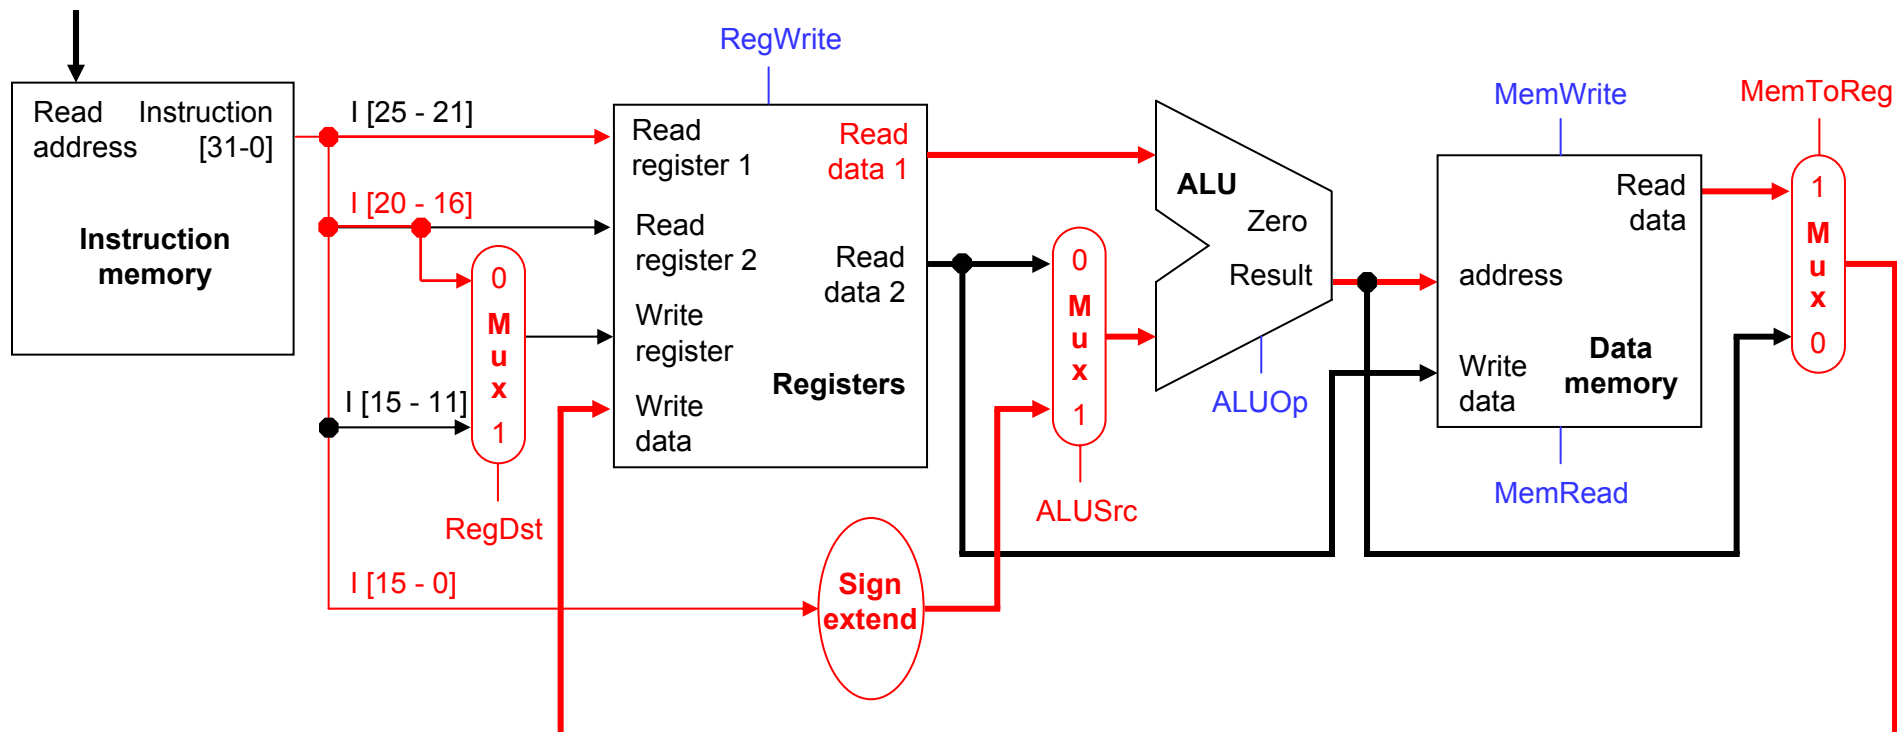 Read address
Instruction [31-0]
Instruction memory
I [25 - 21]
I [20 - 16]
I [15 - 11]
I [15 - 0]
0
M
u
x
1
RegDst
RegWrite
Read register 1
Read register 2
Write register
Write data
Read data 1
Read data 2
Registers
Sign extend
0
M
u
x
1
ALUSrc
ALU
Zero
Result
ALUOp
MemWrite
Read data
address
Write data
Data memory
MemRead
MemToReg
1
M
u
x
0